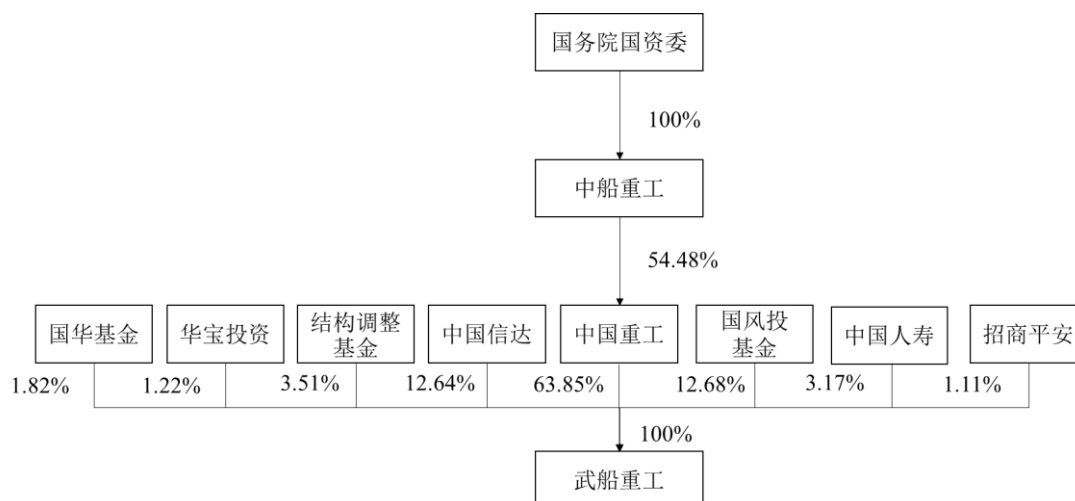 国务院国资委
100%
中船重工
54.48%
国华基金
华宝投资
结构调整
基金
中国信达
中国重工
国风投
基金
中国人寿
招商平安
1.82%
1.22%
3.51%
12.64%
63.85%
12.68%
3.17%
1.11%
100%
武船重工